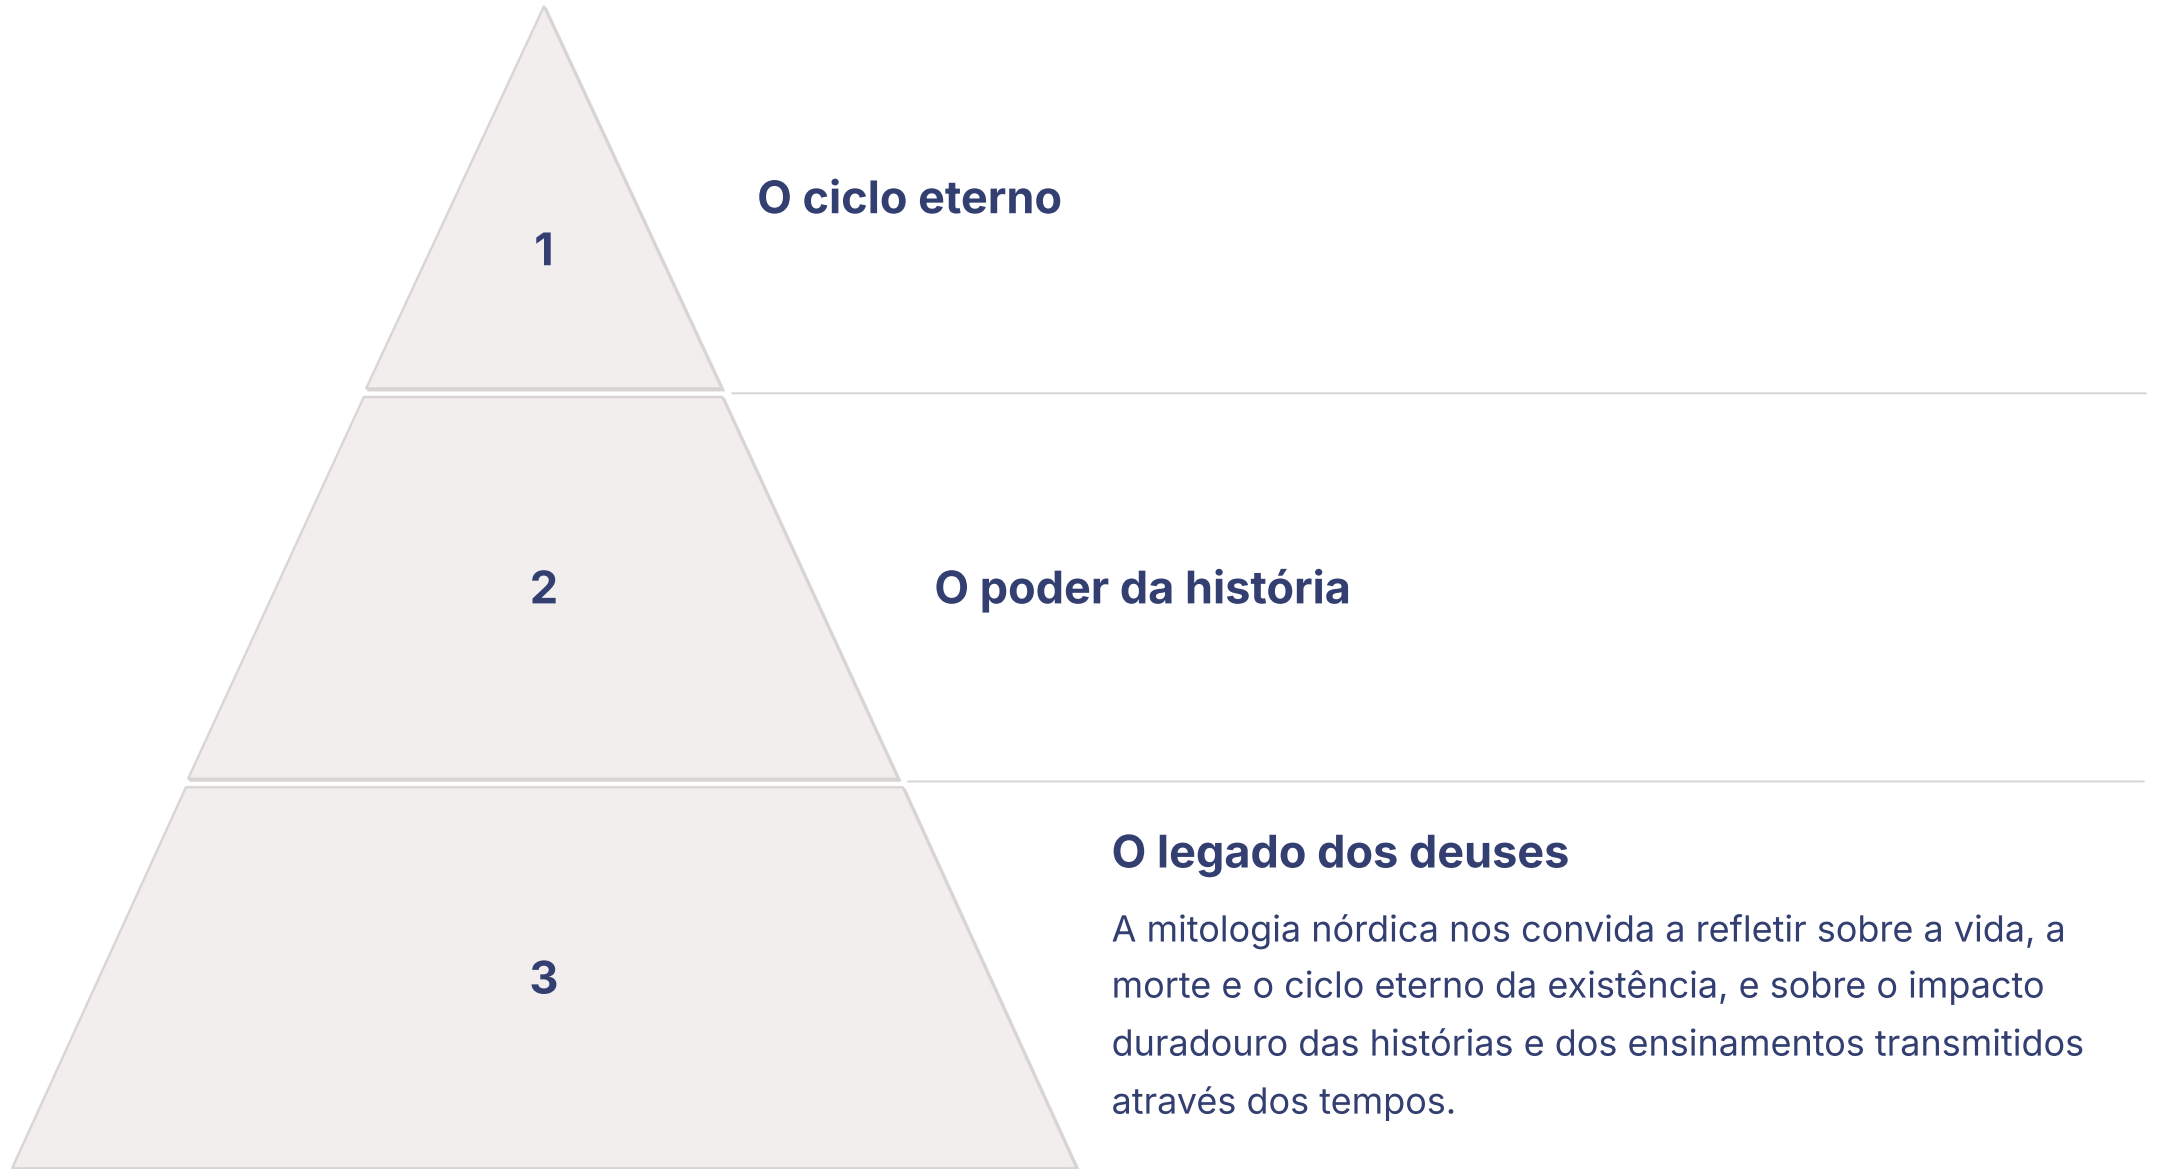 1
O ciclo eterno
2
O poder da história
3
O legado dos deuses
A mitologia nórdica nos convida a refletir sobre a vida, a
morte e o ciclo eterno da existência, e sobre o impacto
duradouro das histórias e dos ensinamentos transmitidos
através dos tempos.